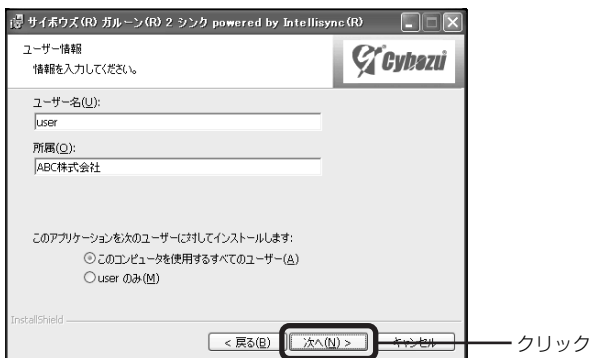 サイボウズ(R) ガルーン(R) 2 シンク powered by Intellisync(R)
ユーザー情報
情報を入力してください。
Cybozu
ユーザー名(U):
user
所属(O):
ABC株式会社
このアプリケーションを次のユーザーに対してインストールします:
このコンピュータを使用するすべてのユーザー(A)
user のみ(M)
InstallShield
< 戻る(B)
次へ(N) >
キャンセル
クリック